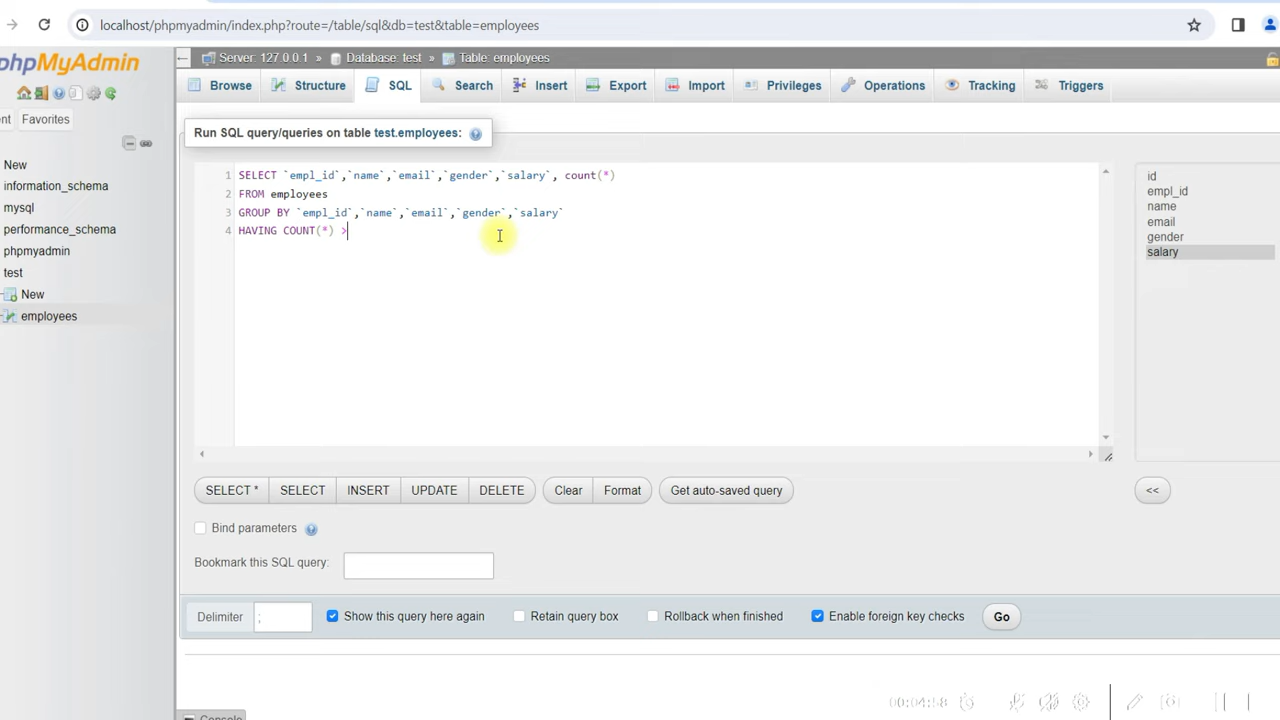 localhost/phpmyadmin/index.php?route=/table/sql&db=test&table=employees
phpMyAdmin
Server: 127.0.0.1 » Database: test » Table: employees
Browse Structure SQL Search Insert Export Import Privileges Operations Tracking Triggers
nt Favorites
Run SQL query/queries on table test.employees:
New
information_schema
mysql
performance_schema
phpmyadmin
test
New
employees
1 SELECT `empl_id`,`name`,`email`,`gender`,`salary`, count(*)
2 FROM employees
3 GROUP BY `empl_id`,`name`,`email`,`gender`,`salary`
4 HAVING COUNT(*) >
id
empl_id
name
email
gender
salary
SELECT * SELECT INSERT UPDATE DELETE Clear Format Get auto-saved query <<
Bind parameters
Bookmark this SQL query:
Delimiter ; Show this query here again Retain query box Rollback when finished Enable foreign key checks Go
00:04:58
Console